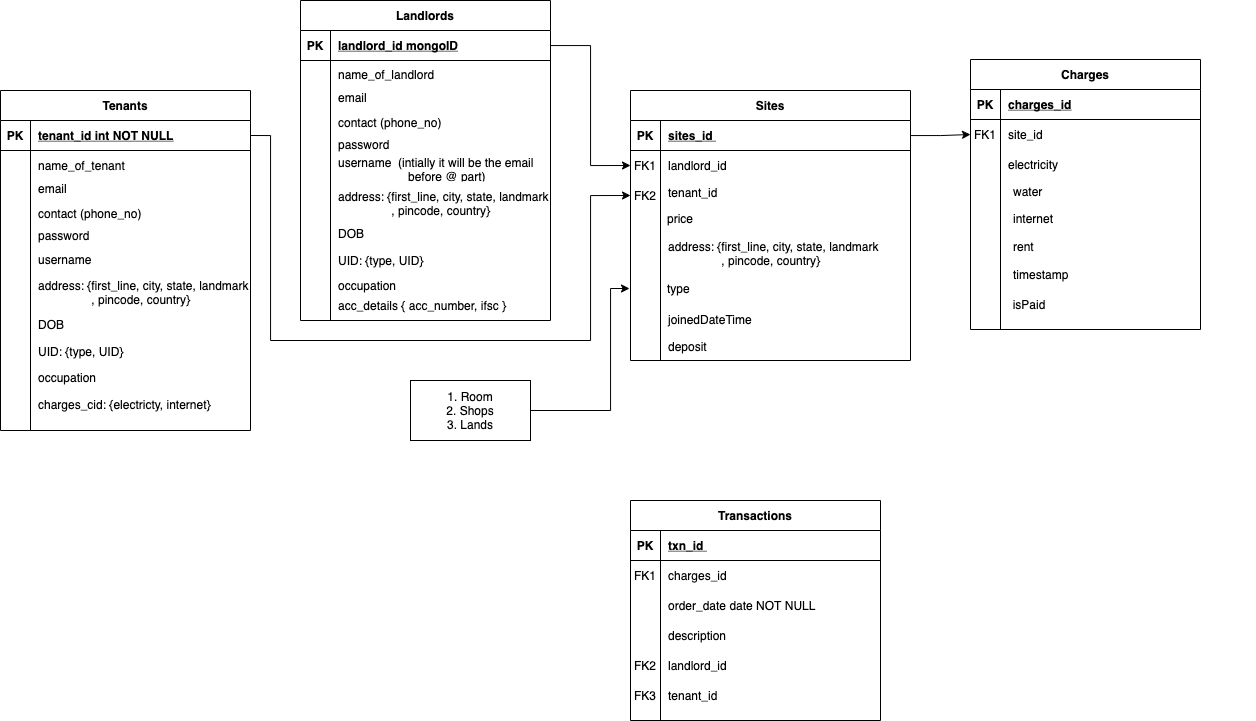 Landlords
PK landlord_id mongoID
name_of_landlord
email
contact (phone_no)
password
username (intially it will be the email
before @ part)
address: {first_line, city, state, landmark
, pincode, country}
DOB
UID: {type, UID}
occupation
acc_details { acc_number, ifsc }
Tenants
PK tenant_id int NOT NULL
name_of_tenant
email
contact (phone_no)
password
username
address: {first_line, city, state, landmark
, pincode, country}
DOB
UID: {type, UID}
occupation
charges_cid: {electricty, internet}
Sites
PK sites_id
FK1 landlord_id
FK2 tenant_id
price
address: {first_line, city, state, landmark
, pincode, country}
type
joinedDateTime
deposit
Charges
PK charges_id
FK1 site_id
electricity
water
internet
rent
timestamp
isPaid
1. Room
2. Shops
3. Lands
Transactions
PK txn_id
FK1 charges_id
order_date date NOT NULL
description
FK2 landlord_id
FK3 tenant_id